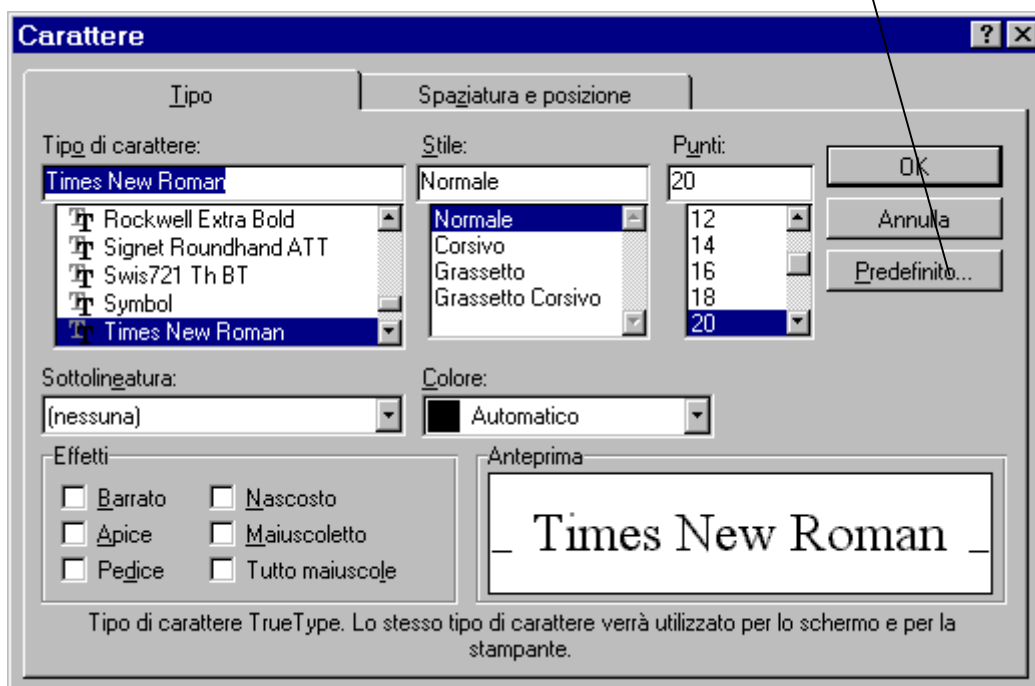 Carattere
Tipo
Spaziatura e posizione
Tipo di carattere:
Times New Roman
Rockwell Extra Bold
Signet Roundhand ATT
Swis721 Th BT
Symbol
Times New Roman
Stile:
Normale
Normale
Corsivo
Grassetto
Grassetto Corsivo
Punti:
20
12
14
16
18
20
OK
Annulla
Predefinito...
Sottolineatura:
(nessuna)
Colore:
Automatico
Effetti
Barrato
Nascosto
Apice
Maiuscoletto
Pedice
Tutto maiuscole
Anteprima
Times New Roman
Tipo di carattere TrueType. Lo stesso tipo di carattere verrà utilizzato per lo schermo e per la
stampante.